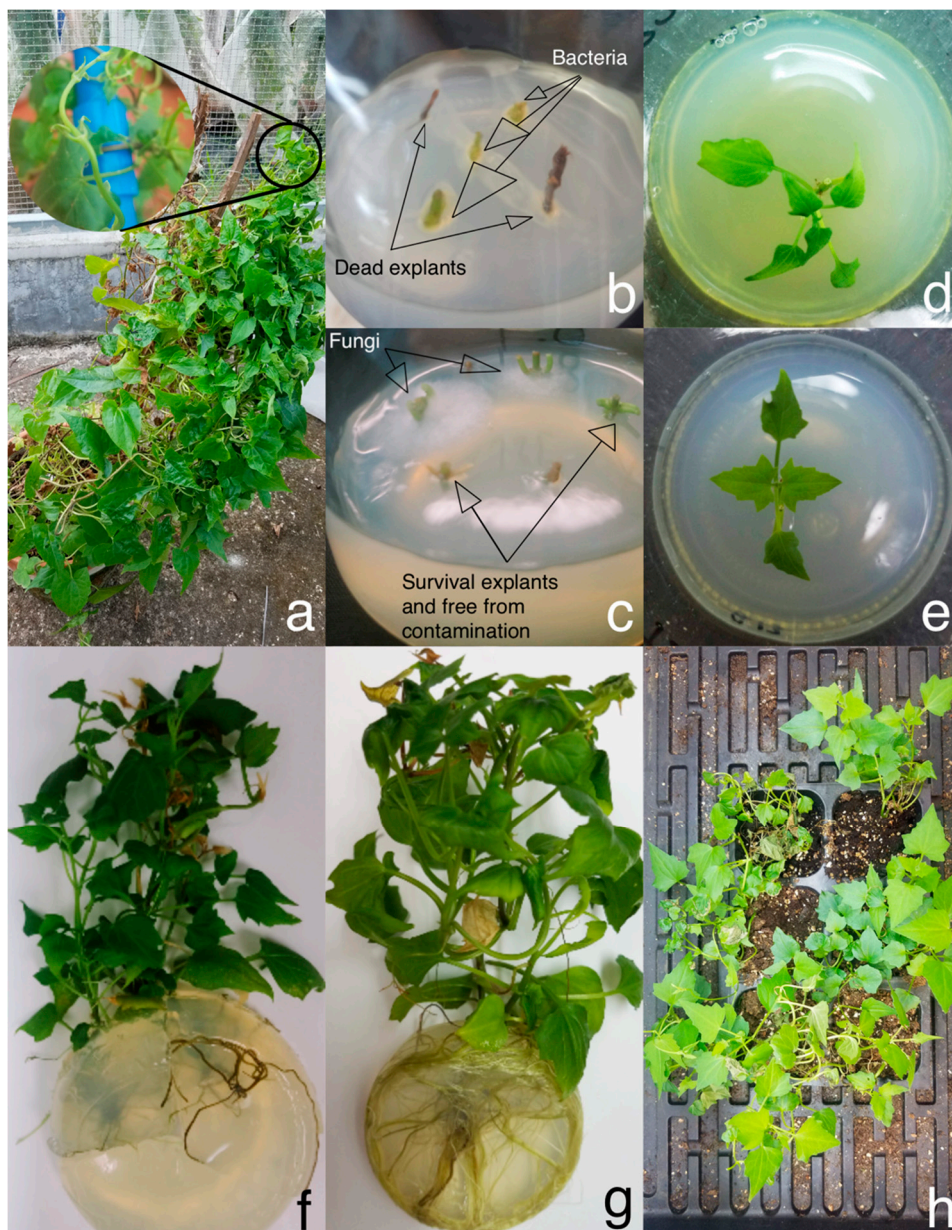 Bacteria
Dead explants
b
d
Fungi
a
Survival explants
and free from
contamination
c
e
f
g
h